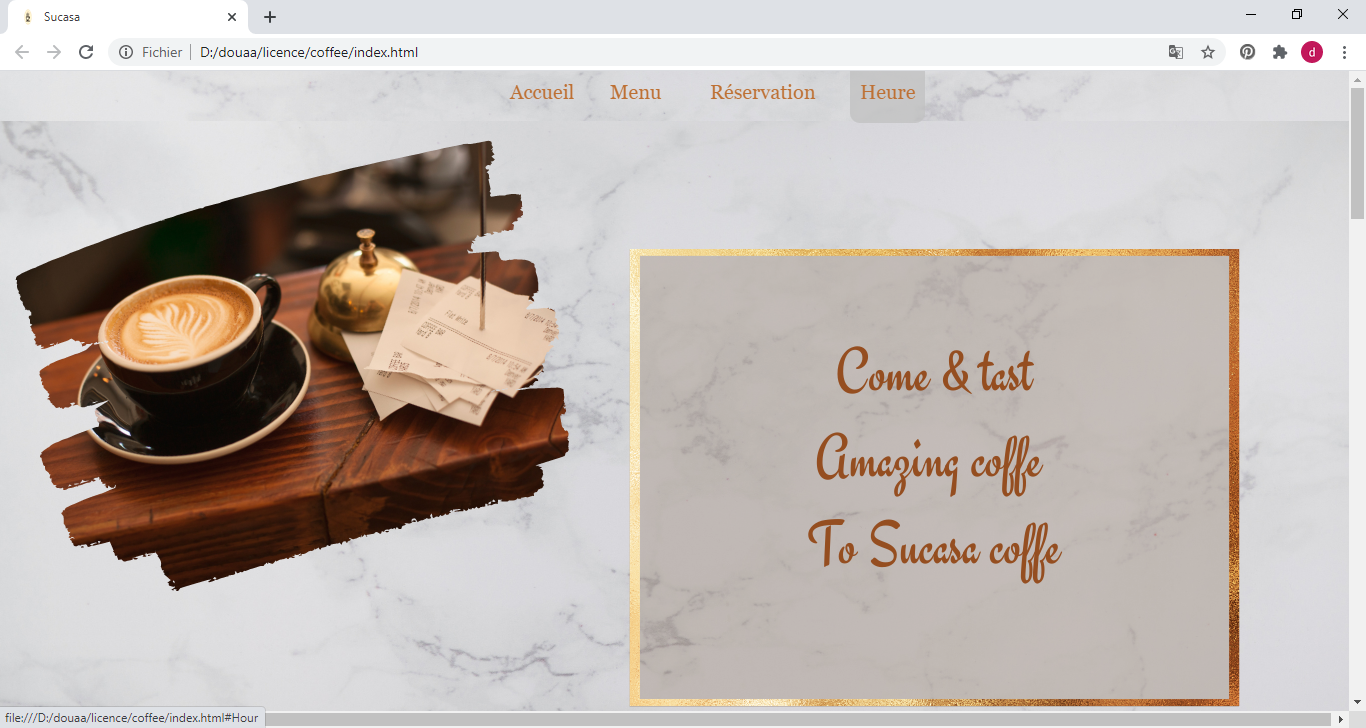 Sucasa
Fichier
D:/douaa/licence/coffee/index.html
d
Accueil Menu Réservation Heure
Come & tast
Amazing coffe
To Sucasa coffe
file:///D:/douaa/licence/coffee/index.html#Hour